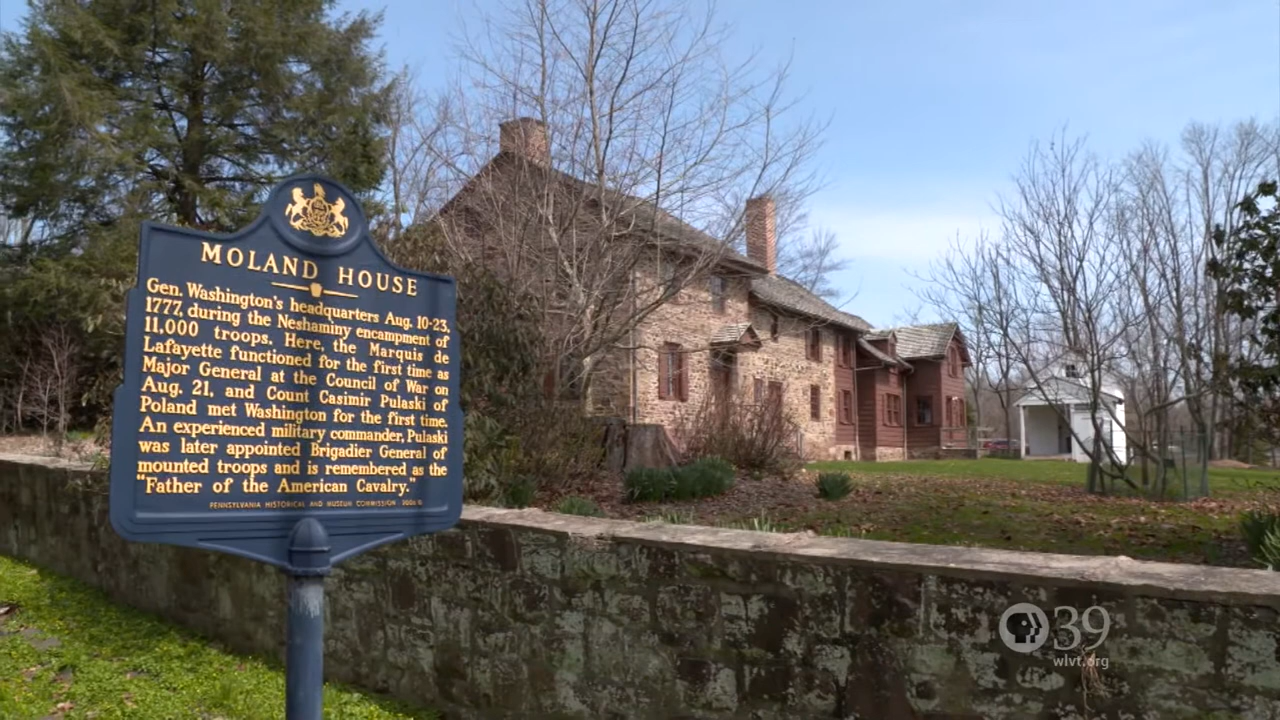 MOLAND HOUSE
Gen. Washington's headquarters Aug. 10-23,
1777, during the Neshaminy encampment of
11,000 troops. Here, the Marquis de
Lafayette functioned for the first time as
Major General at the Council of War on
Aug. 21, and Count Casimir Pulaski of
Poland met Washington for the first time.
An experienced military commander, Pulaski
was later appointed Brigadier General of
mounted troops and is remembered as the
"Father of the American Cavalry."
PENNSYLVANIA HISTORICAL AND MUSEUM COMMISSION
PBS 39
wlvt.org